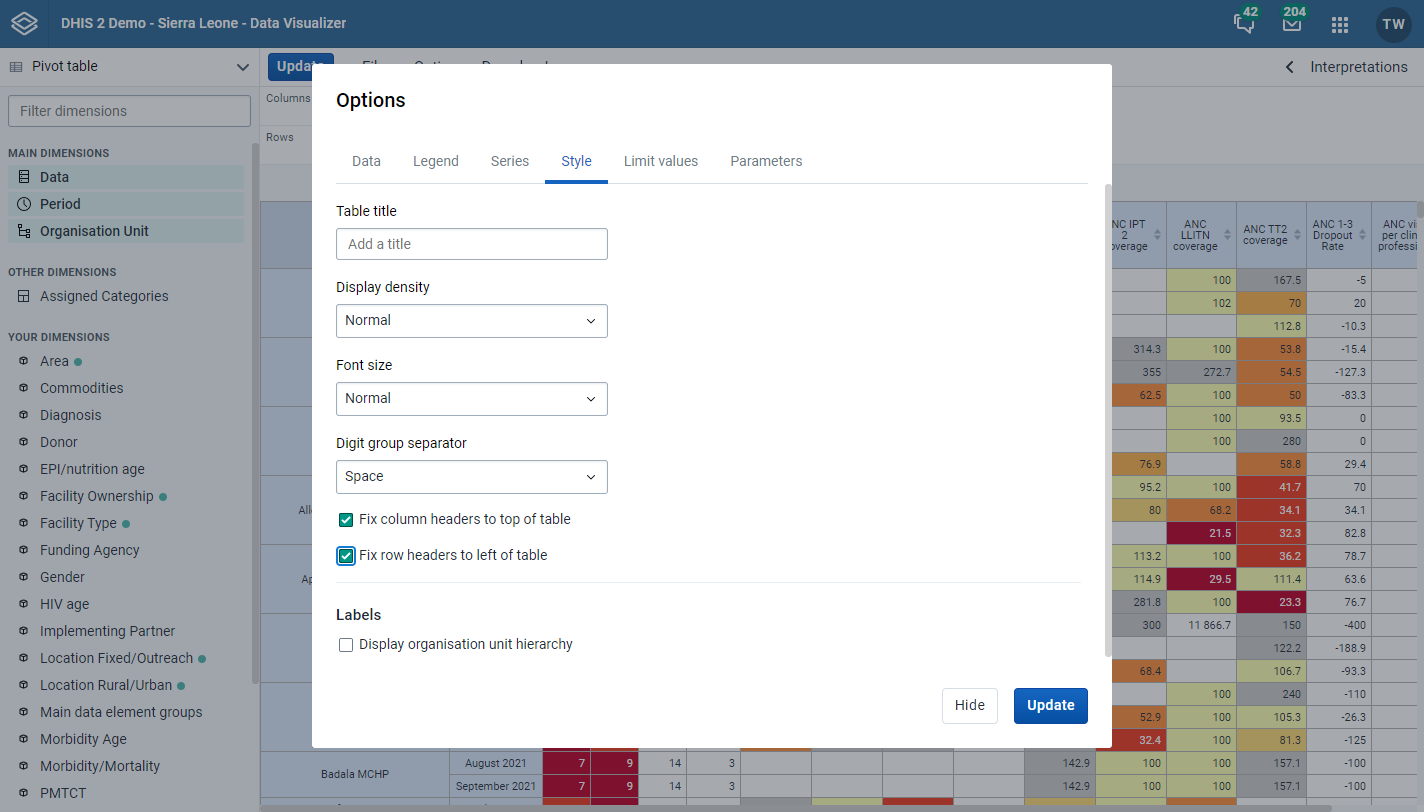 DHIS 2 Demo - Sierra Leone - Data Visualizer
42
204
TW
Pivot table
Update
Interpretations
Filter dimensions
Columns
Rows
MAIN DIMENSIONS
Data
Period
Organisation Unit
OTHER DIMENSIONS
Assigned Categories
YOUR DIMENSIONS
Area
Commodities
Diagnosis
Donor
EPI/nutrition age
Facility Ownership
Facility Type
Funding Agency
Gender
HIV age
Implementing Partner
Location Fixed/Outreach
Location Rural/Urban
Main data element groups
Morbidity Age
Morbidity/Mortality
PMTCT
Options
Data Legend Series Style Limit values Parameters
Table title
Add a title
Display density
Normal
Font size
Normal
Digit group separator
Space
Fix column headers to top of table
Fix row headers to left of table
Labels
Display organisation unit hierarchy
Hide Update
IPT ANC ANC TT2 ANC 1-3 ANC
2 LLITN coverage Dropout per
coverage Rate
100 167.5 -5
102 70 20
112.8 -10.3
314.3 100 53.8 -15.4
355 272.7 54.5 -127.3
62.5 100 50 -83.3
100 93.5 0
100 280 0
76.9 58.8 29.4
95.2 100 41.7 70
80 68.2 34.1 34.1
21.5 32.3 82.8
113.2 100 36.2 78.7
114.9 29.5 111.4 63.6
281.8 100 23.3 76.7
300 11 866.7 150 -400
122.2 -188.9
68.4 106.7 -93.3
100 240 -110
52.9 100 105.3 -26.3
32.4 100 81.3 -125
Badala MCHP
August 2021 7 9 14 3 142.9 100 100 157.1 -100
September 2021 7 9 14 3 142.9 100 100 157.1 -100